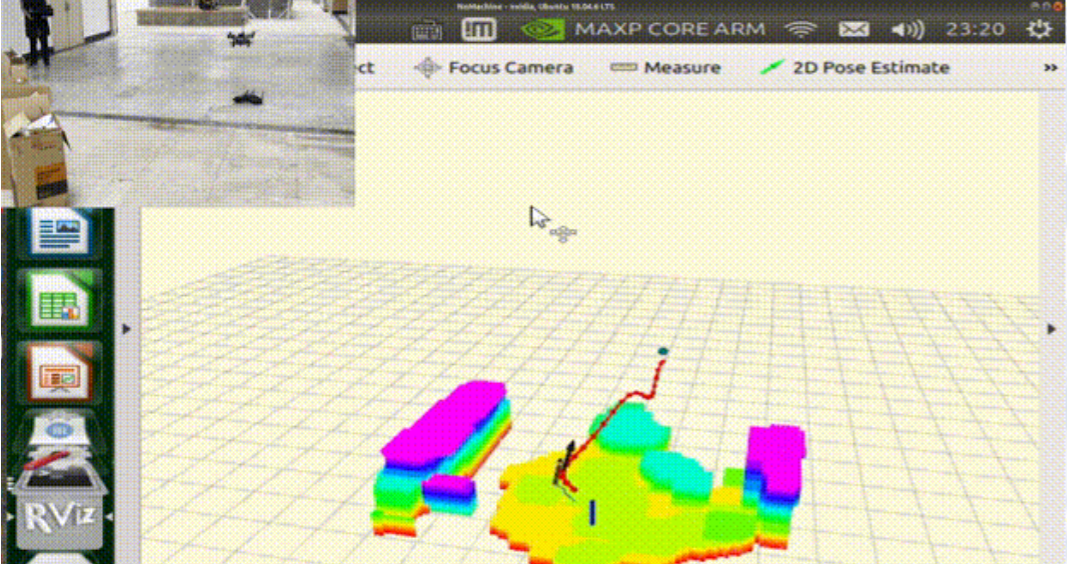 NoMachine - nvidia, Ubuntu 18.04.6 LTS
MAXP CORE ARM 23:20
ct Focus Camera Measure 2D Pose Estimate »
RViz